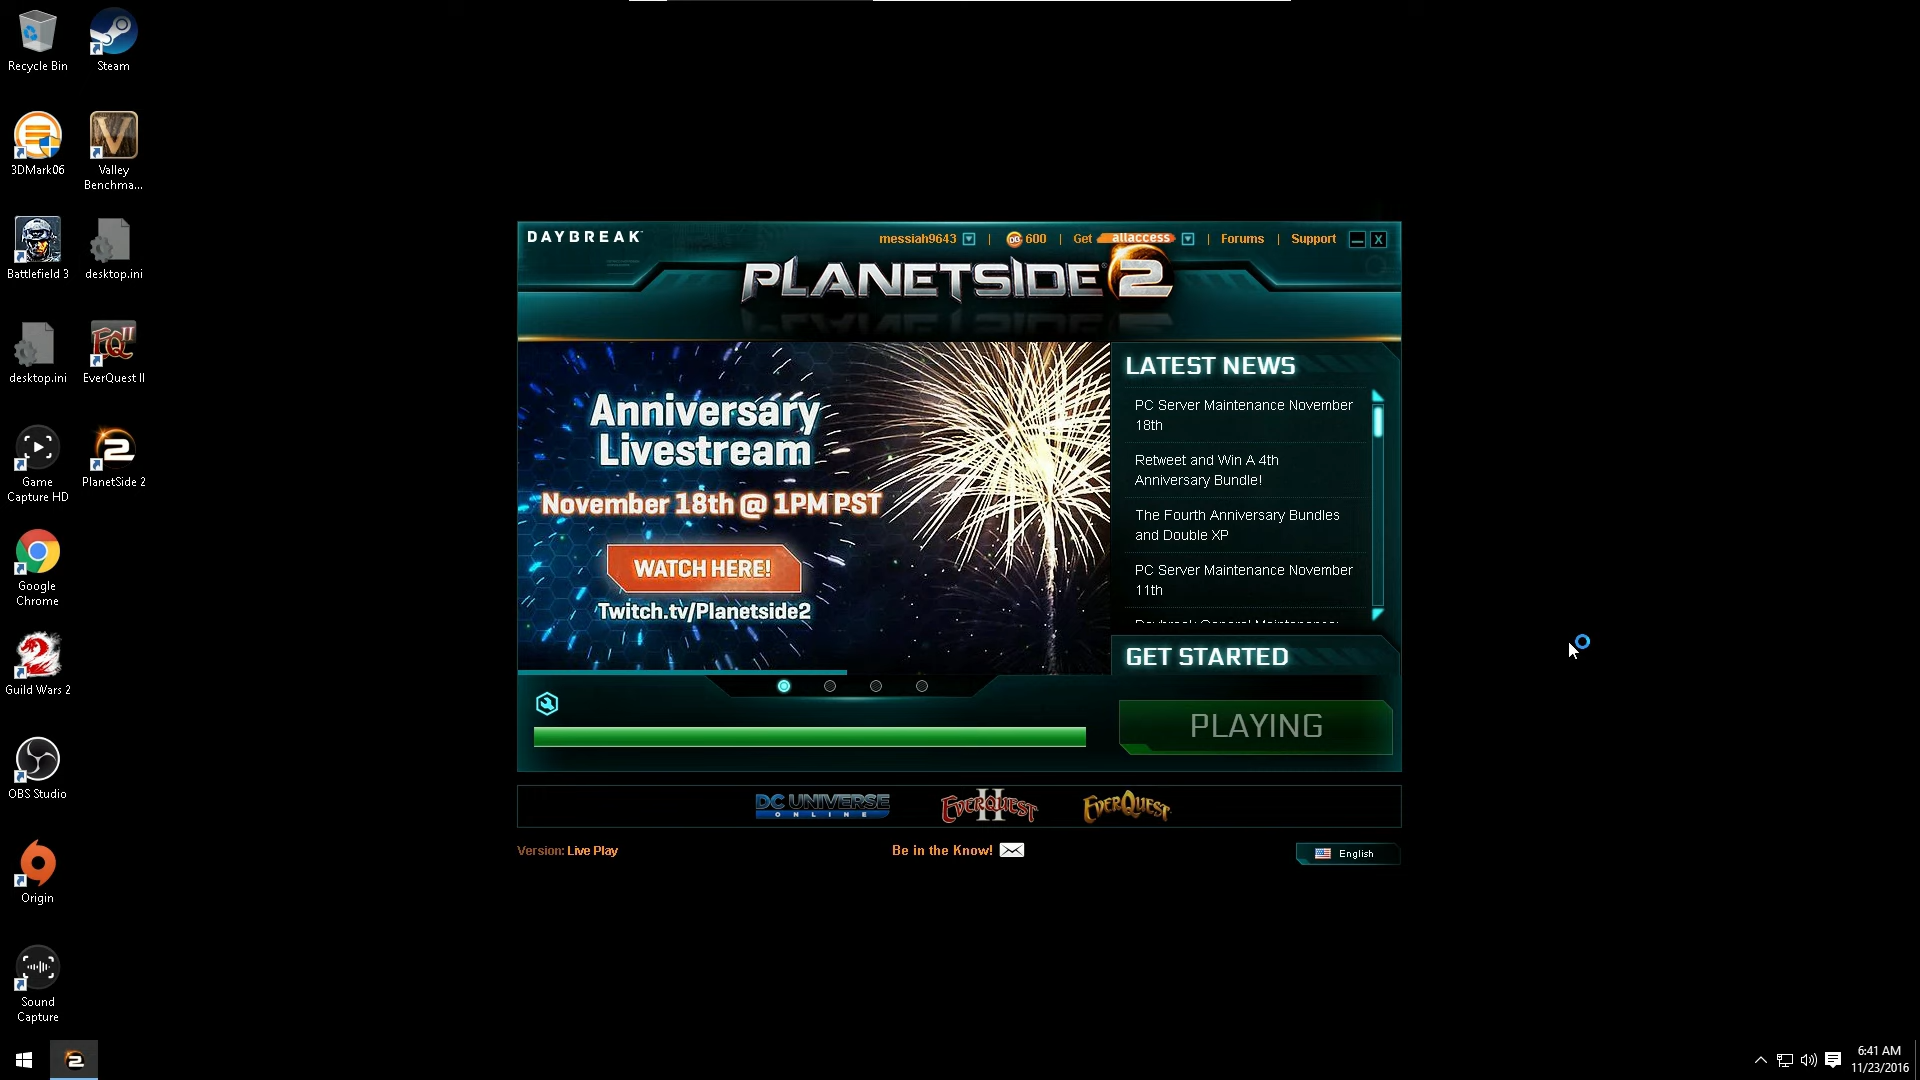 Recycle Bin
Steam
3DMark06
Valley
Benchma...
Battlefield 3
desktop.ini
desktop.ini
EverQuest II
Game
Capture HD
PlanetSide 2
Google
Chrome
Guild Wars 2
OBS Studio
Origin
Sound
Capture
DAYBREAK
messiah9643 | 600 | Get allaccess | Forums | Support
PLANETSIDE 2
Anniversary
Livestream
November 18th @ 1PM PST
WATCH HERE!
Twitch.tv/Planetside2
LATEST NEWS
PC Server Maintenance November
18th
Retweet and Win A 4th
Anniversary Bundle!
The Fourth Anniversary Bundles
and Double XP
PC Server Maintenance November
11th
GET STARTED
PLAYING
DC UNIVERSE
ONLINE
EVERQUEST II
EVERQUEST
Version: Live Play
Be in the Know!
English
6:41 AM
11/23/2016